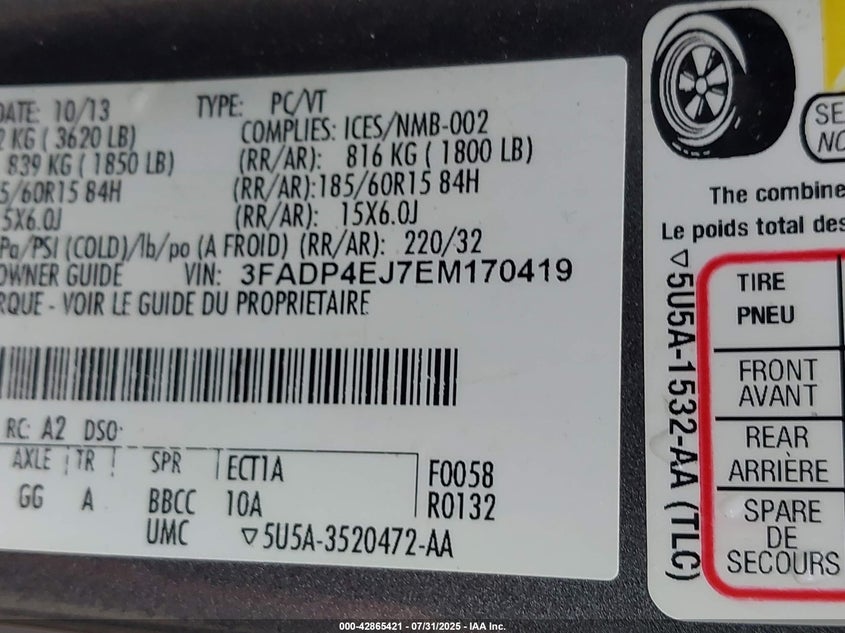 DATE: 10/13 TYPE: PC/VT
KG ( 3620 LB) COMPLIES: ICES/NMB-002
839 KG ( 1850 LB) (RR/AR): 816 KG ( 1800 LB)
5/60R15 84H (RR/AR):185/60R15 84H
5X6.0J (RR/AR): 15X6.0J
Pa/PSI (COLD)/lb/po (A FROID) (RR/AR): 220/32
OWNER GUIDE VIN: 3FADP4EJ7EM170419
RQUE - VOIR LE GUIDE DU PROPRIETAIRE
RC: A2 DSO:
AXLE TR SPR ECT1A F0058
GG A BBCC 10A R0132
UMC ▽5U5A-3520472-AA
SE
NO
The combine
Le poids total des
▽5U5A-1532-AA (TLC)
TIRE
PNEU
FRONT
AVANT
REAR
ARRIÈRE
SPARE
DE
SECOURS
000-42865421 - 07/31/2025 - IAA Inc.